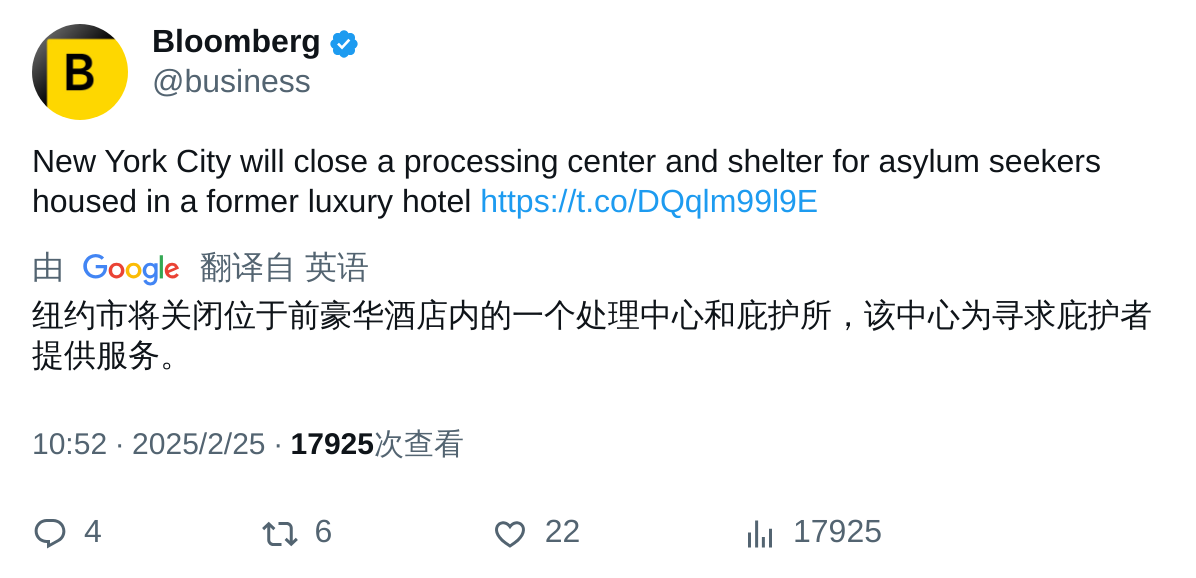 B
Bloomberg
@business
New York City will close a processing center and shelter for asylum seekers
housed in a former luxury hotel https://t.co/DQqlm99l9E
由 Google 翻译自 英语
纽约市将关闭位于前豪华酒店内的一个处理中心和庇护所，该中心为寻求庇护者
提供服务。
10:52 · 2025/2/25 · 17925次查看
4 6 22 17925